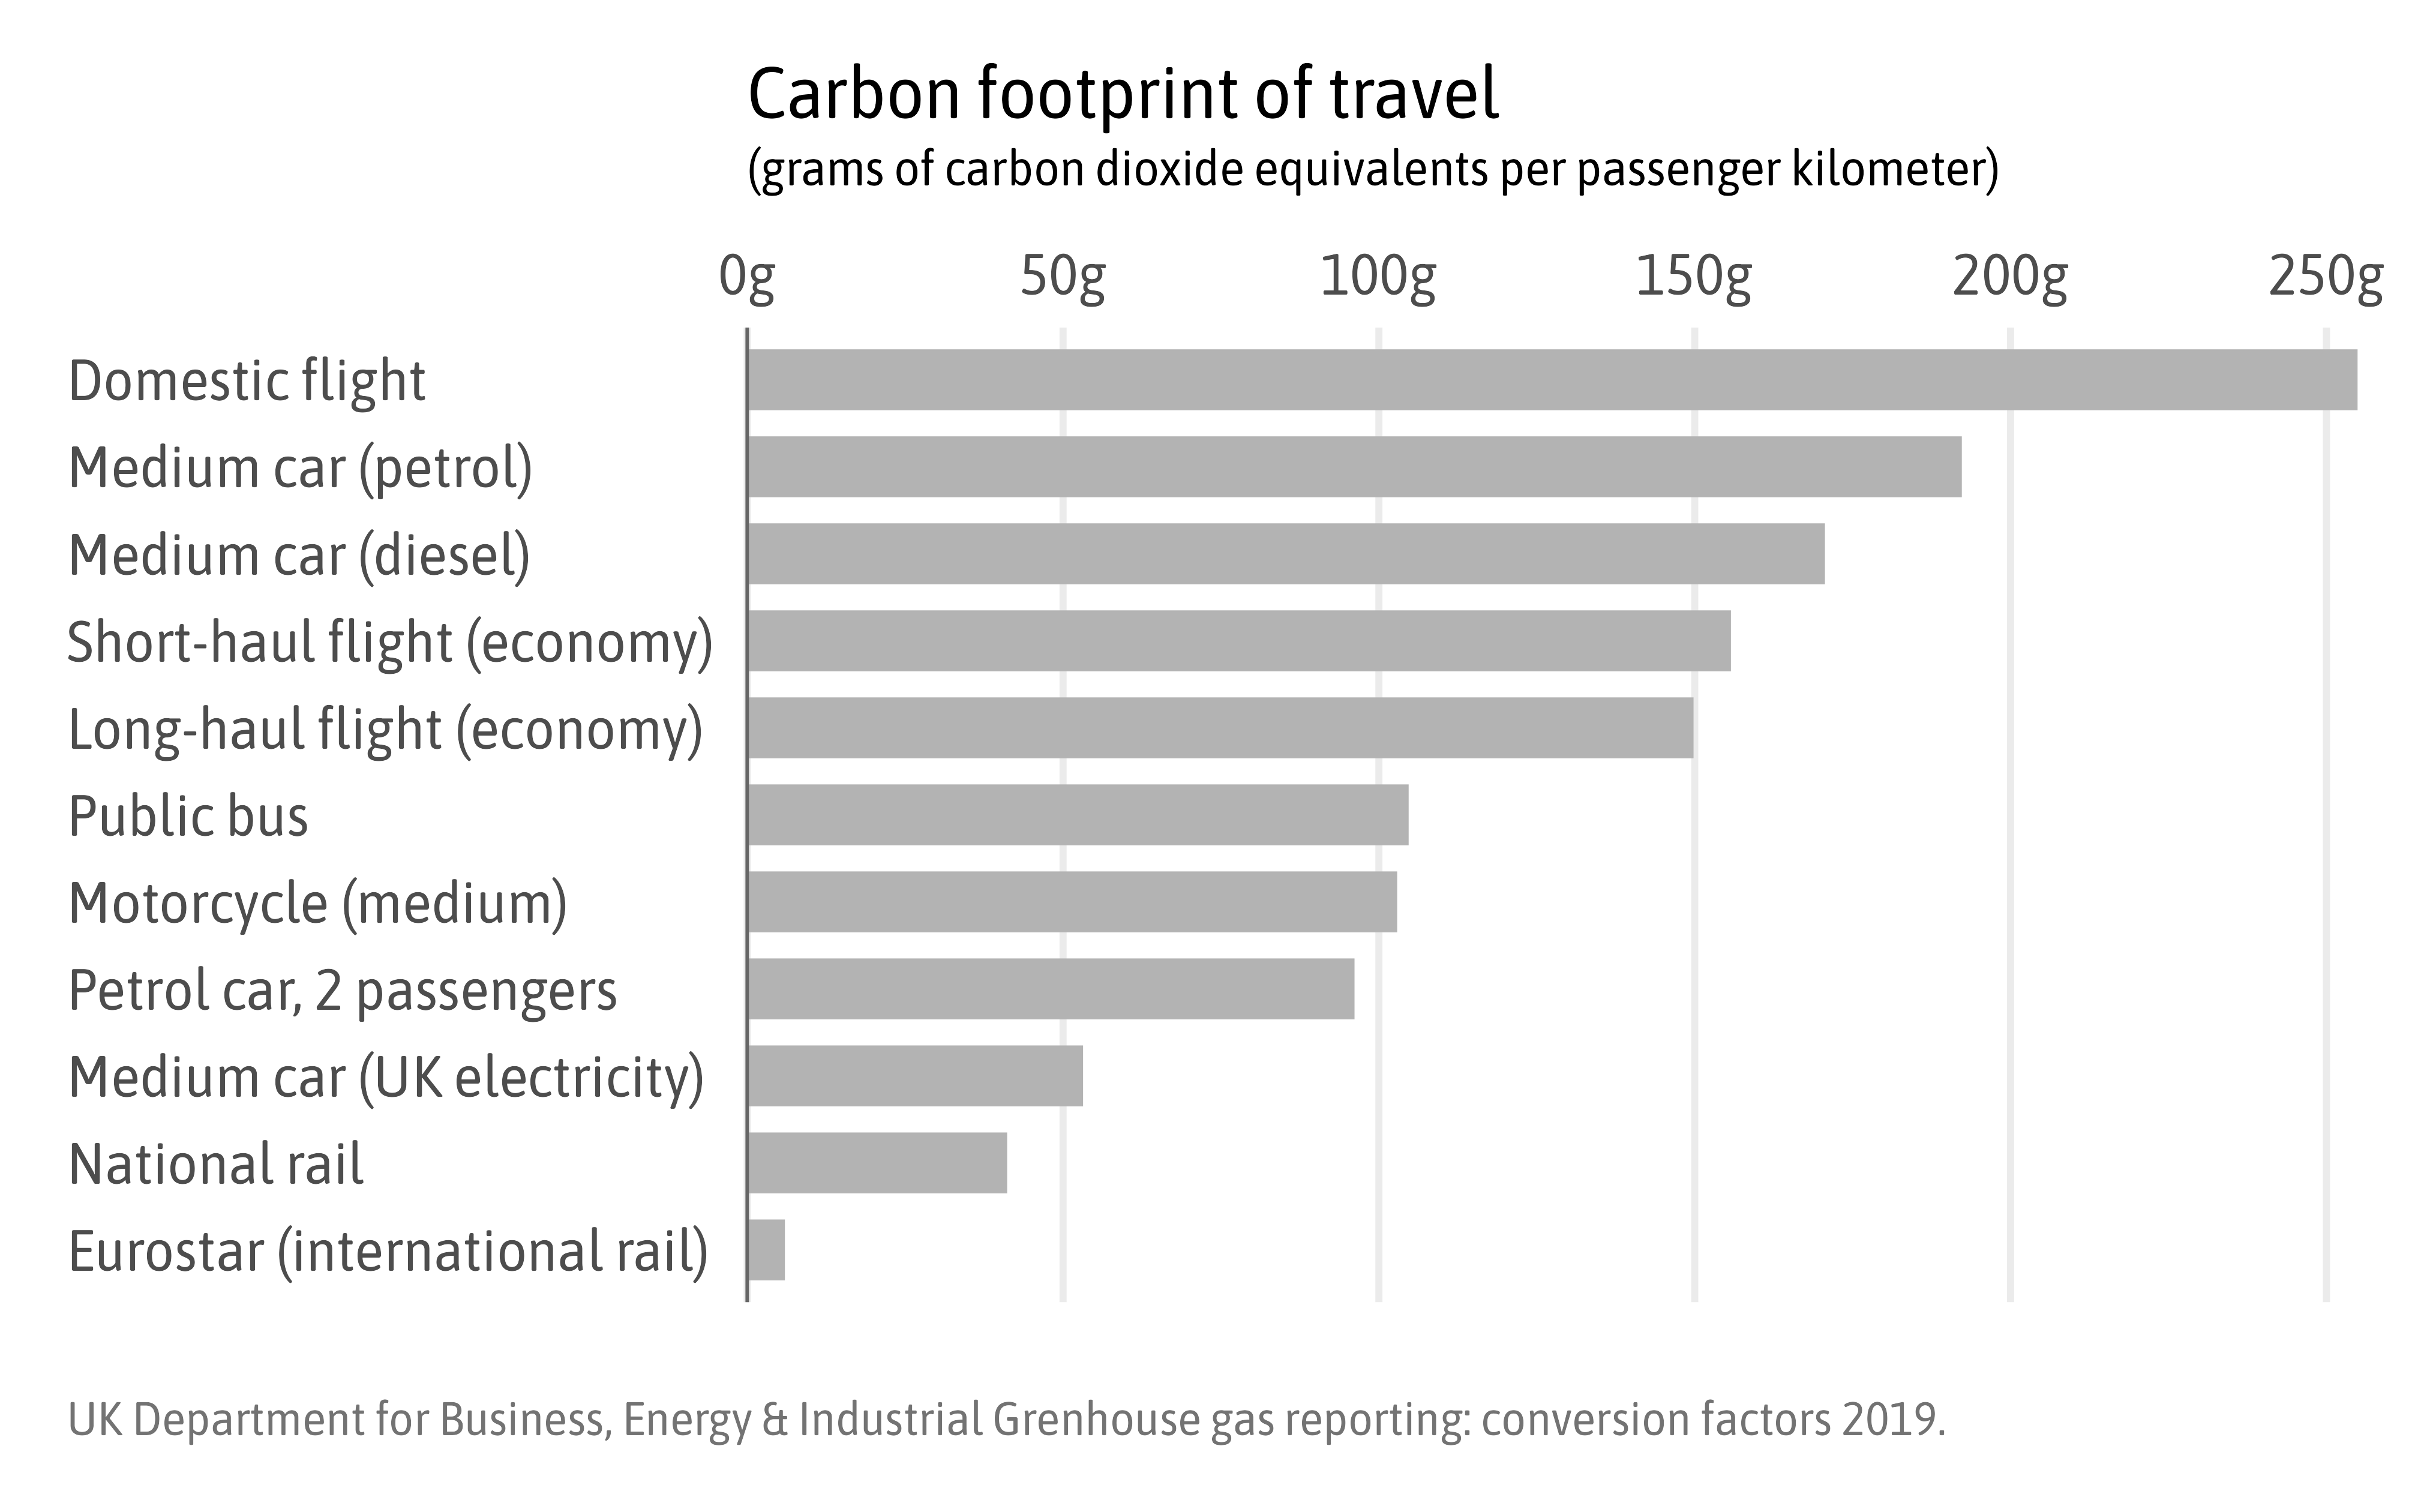 Carbon footprint of travel
(grams of carbon dioxide equivalents per passenger kilometer)
0g 50g 100g 150g 200g 250g
Domestic flight
Medium car (petrol)
Medium car (diesel)
Short-haul flight (economy)
Long-haul flight (economy)
Public bus
Motorcycle (medium)
Petrol car, 2 passengers
Medium car (UK electricity)
National rail
Eurostar (international rail)
UK Department for Business, Energy & Industrial Grenhouse gas reporting: conversion factors 2019.